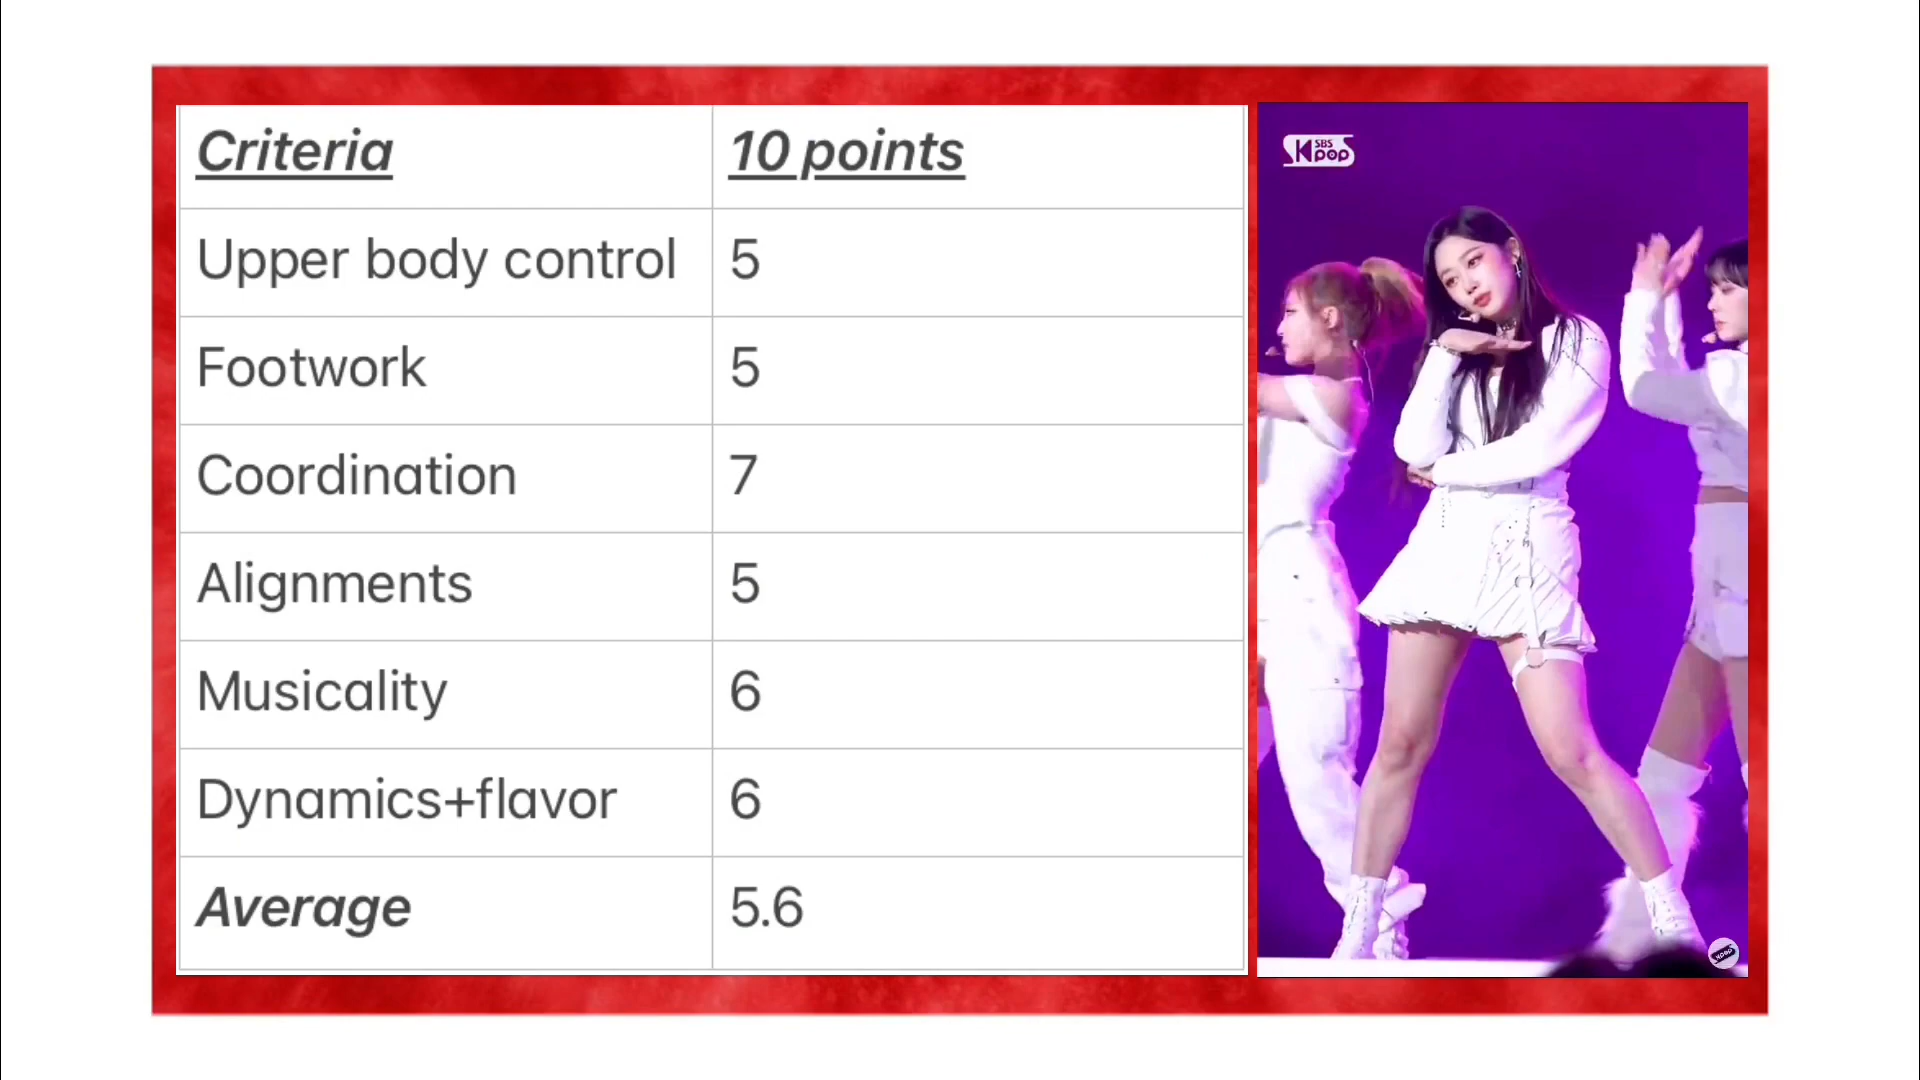 Criteria 10 points
Upper body control 5
Footwork 5
Coordination 7
Alignments 5
Musicality 6
Dynamics+flavor 6
Average 5.6
SBS
Kpop
Kpop